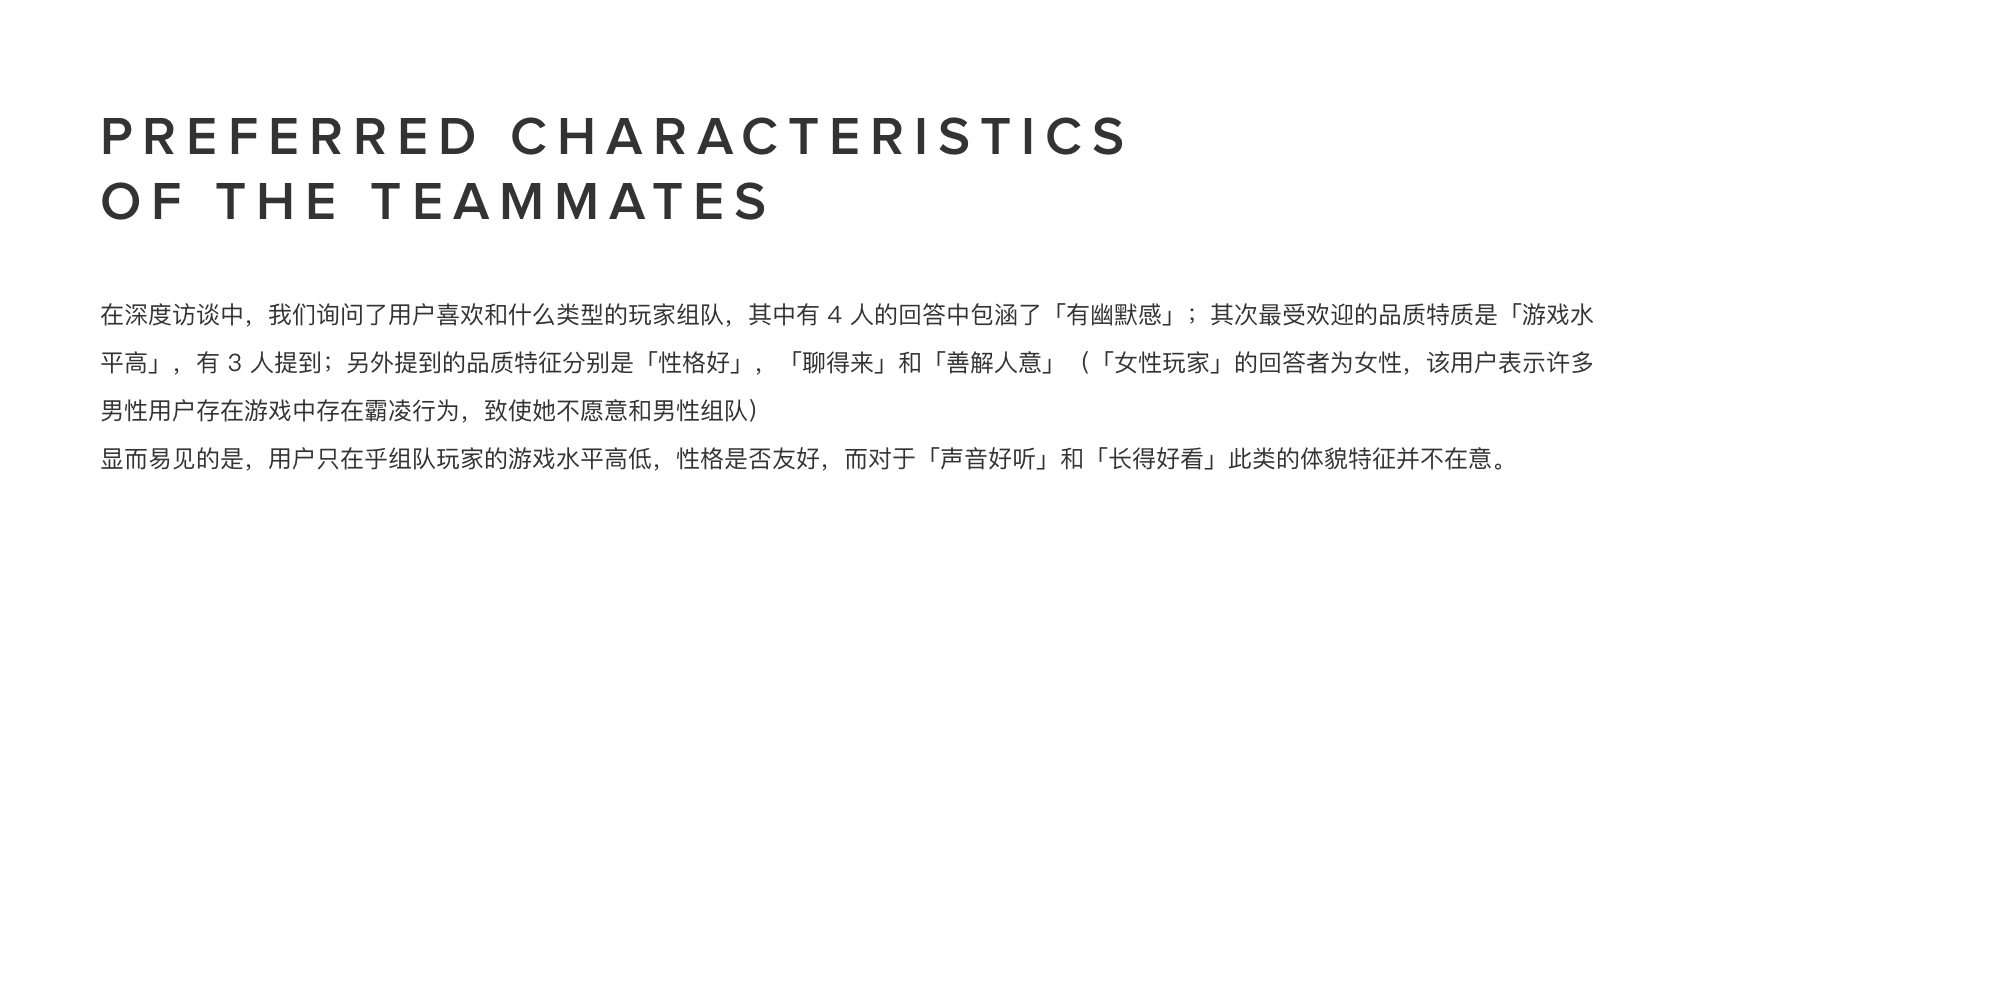 PREFERRED CHARACTERISTICS
OF THE TEAMMATES
在深度访谈中，我们询问了用户喜欢和什么类型的玩家组队，其中有 4 人的回答中包涵了「有幽默感」；其次最受欢迎的品质特质是「游戏水
平高」，有 3 人提到；另外提到的品质特征分别是「性格好」，「聊得来」和「善解人意」（「女性玩家」的回答者为女性，该用户表示许多
男性用户存在游戏中存在霸凌行为，致使她不愿意和男性组队）
显而易见的是，用户只在乎组队玩家的游戏水平高低，性格是否友好，而对于「声音好听」和「长得好看」此类的体貌特征并不在意。